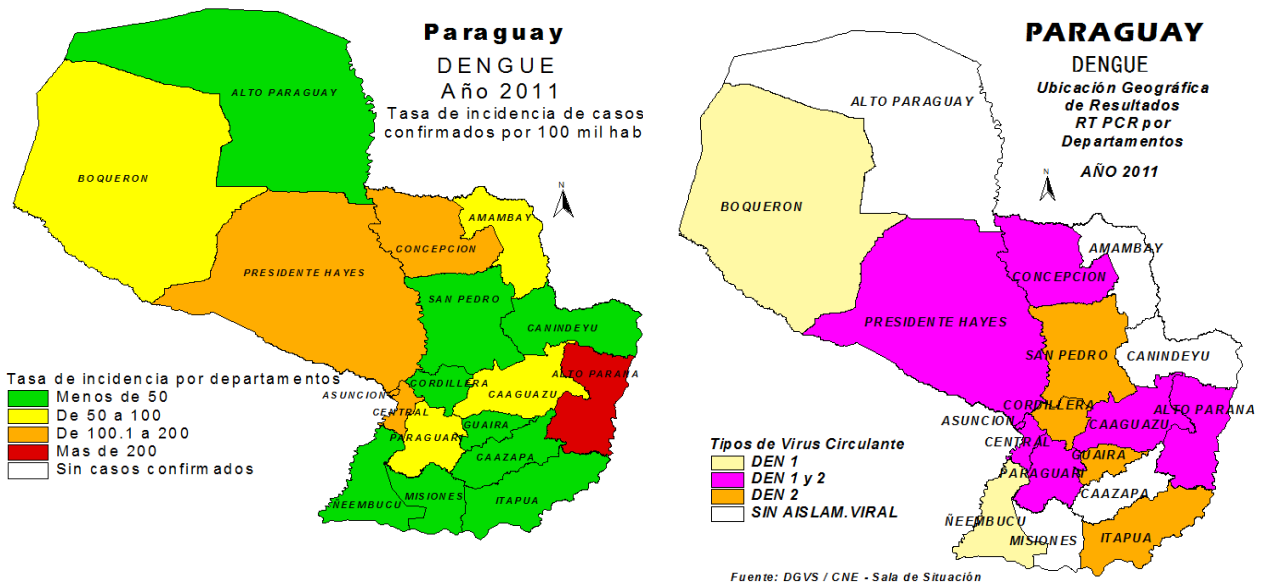 Paraguay
DENGUE
Año 2011
Tasa de incidencia de casos
confirmados por 100 mil hab
ALTO PARAGUAY
BOQUERON
N
AMAMBAY
CONCEPCION
PRESIDENTE HAYES
SAN PEDRO
CANINDEYU
ALTO PARANA
CORDILLERA
CAAGUAZU
ASUNCION
CENTRAL
GUAIRA
PARAGUARI
CAAZAPA
MISIONES
ITAPUA
ÑEEMBUCU
Tasa de incidencia por departamentos
Menos de 50
De 50 a 100
De 100.1 a 200
Mas de 200
Sin casos confirmados
PARAGUAY
DENGUE
Ubicación Geográfica
de Resultados
RT PCR por
Departamentos
AÑO 2011
N
ALTO PARAGUAY
BOQUERON
AMAMBAY
CONCEPCION
PRESIDENTE HAYES
SAN PEDRO
CANINDEYU
CORDILLERA
ALTO PARANA
ASUNCION
CAAGUAZU
CENTRAL
GUAIRA
PARAGUARI
CAAZAPA
ÑEEMBUCU
MISIONES
ITAPUA
Tipos de Virus Circulante
DEN 1
DEN 1 y 2
DEN 2
SIN AISLAM.VIRAL
Fuente: DGVS / CNE - Sala de Situación